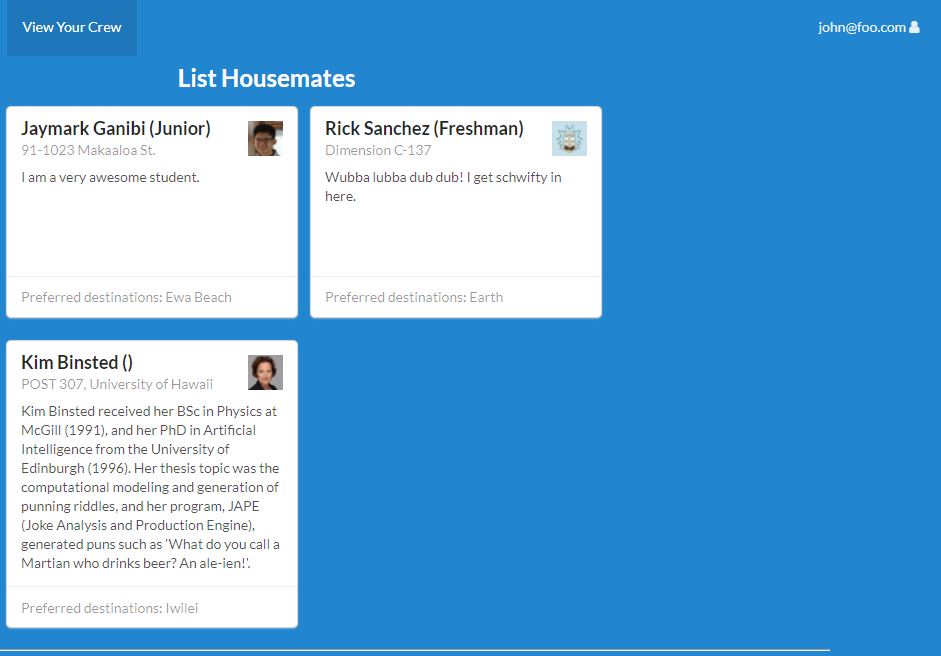 View Your Crew
john@foo.com
List Housemates
Jaymark Ganibi (Junior)
91-1023 Makaaloa St.
I am a very awesome student.
Preferred destinations: Ewa Beach
Rick Sanchez (Freshman)
Dimension C-137
Wubba lubba dub dub! I get schwifty in
here.
Preferred destinations: Earth
Kim Binsted ()
POST 307, University of Hawaii
Kim Binsted received her BSc in Physics at
McGill (1991), and her PhD in Artificial
Intelligence from the University of
Edinburgh (1996). Her thesis topic was the
computational modeling and generation of
punning riddles, and her program, JAPE
(Joke Analysis and Production Engine),
generated puns such as 'What do you call a
Martian who drinks beer? An ale-ien!'.
Preferred destinations: Iwilei